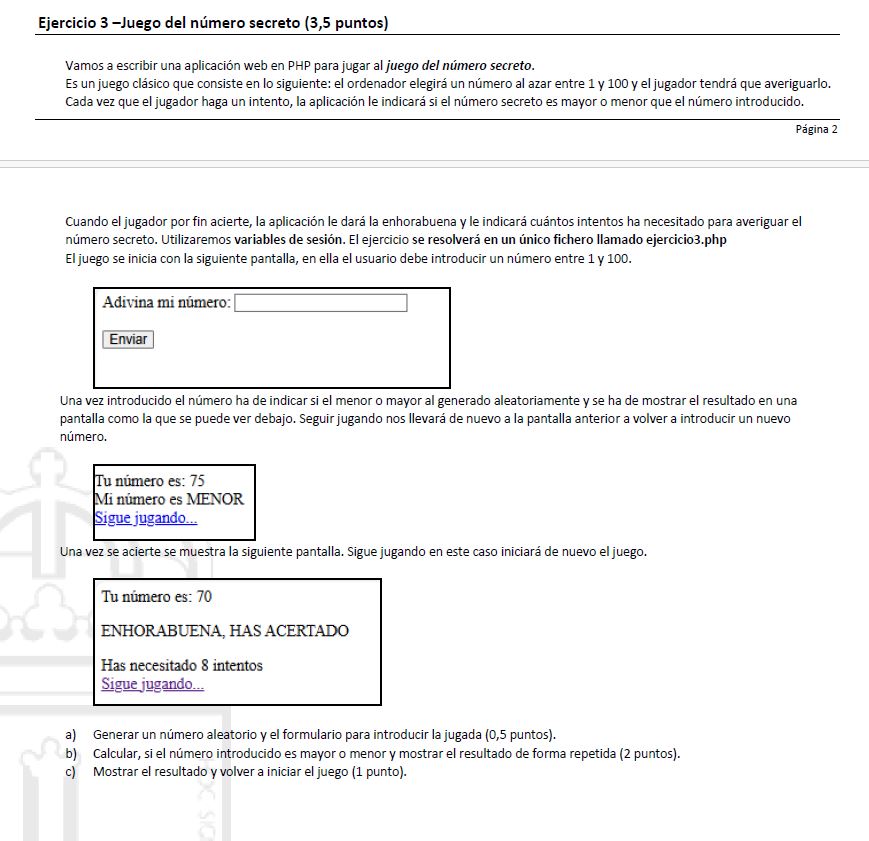 Ejercicio 3 –Juego del número secreto (3,5 puntos)
Vamos a escribir una aplicación web en PHP para jugar al juego del número secreto.
Es un juego clásico que consiste en lo siguiente: el ordenador elegirá un número al azar entre 1 y 100 y el jugador tendrá que averiguarlo.
Cada vez que el jugador haga un intento, la aplicación le indicará si el número secreto es mayor o menor que el número introducido.
Página 2
Cuando el jugador por fin acierte, la aplicación le dará la enhorabuena y le indicará cuántos intentos ha necesitado para averiguar el
número secreto. Utilizaremos variables de sesión. El ejercicio se resolverá en un único fichero llamado ejercicio3.php
El juego se inicia con la siguiente pantalla, en ella el usuario debe introducir un número entre 1 y 100.
Adivina mi número:
Enviar
Una vez introducido el número ha de indicar si el menor o mayor al generado aleatoriamente y se ha de mostrar el resultado en una
pantalla como la que se puede ver debajo. Seguir jugando nos llevará de nuevo a la pantalla anterior a volver a introducir un nuevo
número.
Tu número es: 75
Mi número es MENOR
Sigue jugando...
Una vez se acierte se muestra la siguiente pantalla. Sigue jugando en este caso iniciará de nuevo el juego.
Tu número es: 70
ENHORABUENA, HAS ACERTADO
Has necesitado 8 intentos
Sigue jugando...
a) Generar un número aleatorio y el formulario para introducir la jugada (0,5 puntos).
b) Calcular, si el número introducido es mayor o menor y mostrar el resultado de forma repetida (2 puntos).
c) Mostrar el resultado y volver a iniciar el juego (1 punto).